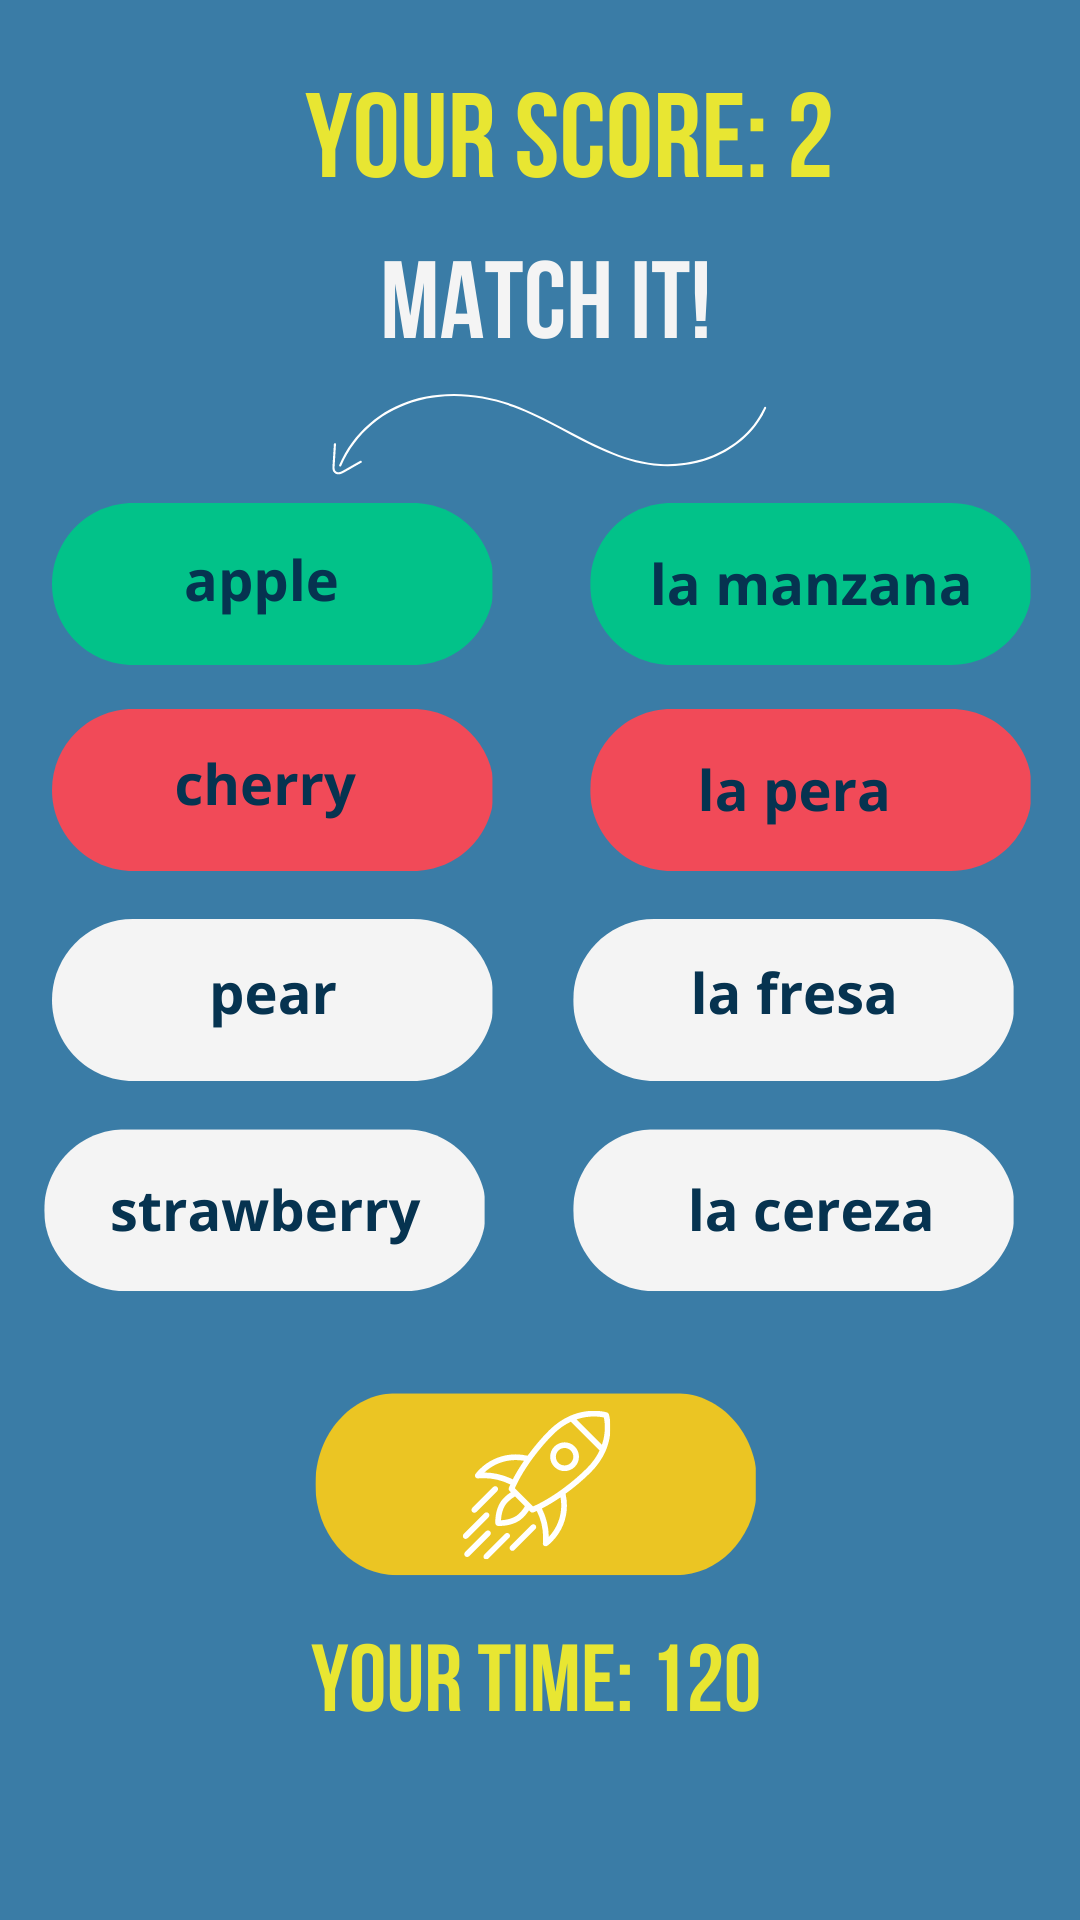 YOUR SCORE: 2
MATCH IT!
apple
la manzana
cherry
la pera
pear
la fresa
strawberry
la cereza
YOUR TIME: 120